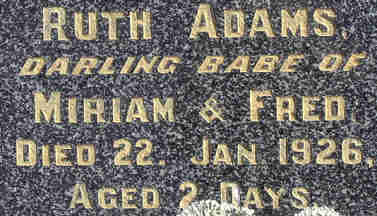 RUTH ADAMS,
DARLING BABE OF
MIRIAM & FRED.
DIED 22. JAN 1926,
AGED 2 DAYS